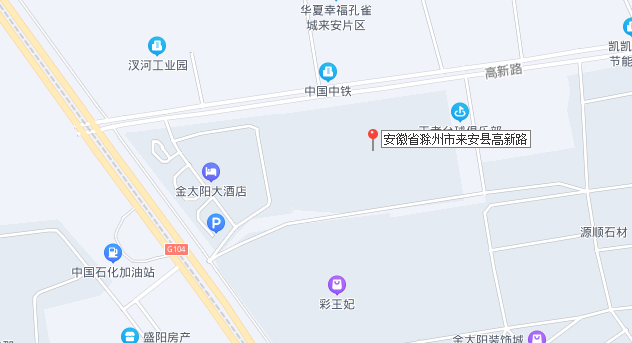 华夏幸福孔雀
城来安片区
凯凯
节能
汊河工业园
高新路
中国中铁
安徽省滁州市来安县高新路
金太阳大酒店
P
源顺石材
G104
中国石化加油站
彩王妃
盛阳房产
金太阳装饰城